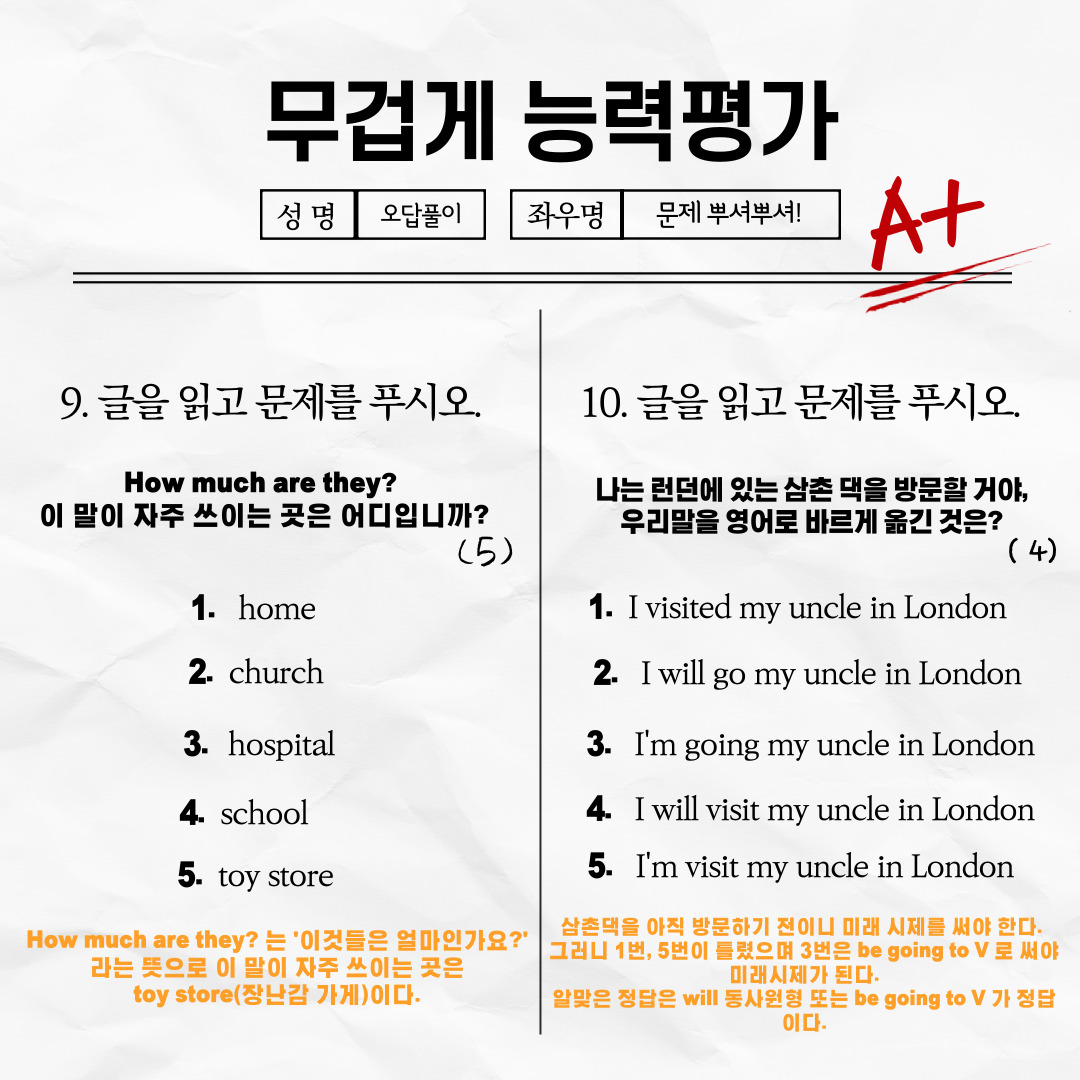 무겁게 능력평가
성 명 오답풀이 좌우명 문제 뿌셔뿌셔!
A+
9. 글을 읽고 문제를 푸시오.
How much are they?
이 말이 자주 쓰이는 곳은 어디입니까?
(5)
1. home
2. church
3. hospital
4. school
5. toy store
How much are they? 는 '이것들은 얼마인가요?'
라는 뜻으로 이 말이 자주 쓰이는 곳은
toy store(장난감 가게)이다.
10. 글을 읽고 문제를 푸시오.
나는 런던에 있는 삼촌 댁을 방문할 거야,
우리말을 영어로 바르게 옮긴 것은?
( 4)
1. I visited my uncle in London
2. I will go my uncle in London
3. I'm going my uncle in London
4. I will visit my uncle in London
5. I'm visit my uncle in London
삼촌댁을 아직 방문하기 전이니 미래 시제를 써야 한다.
그러니 1번, 5번이 틀렸으며 3번은 be going to V 로 써야
미래시제가 된다.
알맞은 정답은 will 동사원형 또는 be going to V 가 정답
이다.